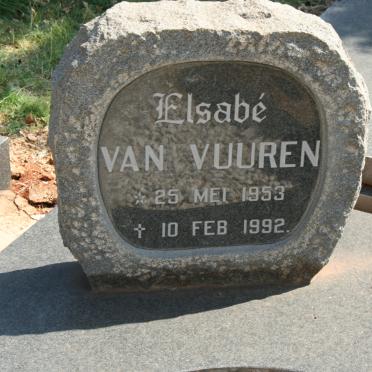 Elsabé
VAN VUUREN
* 25 MEI 1953
✝ 10 FEB 1992.